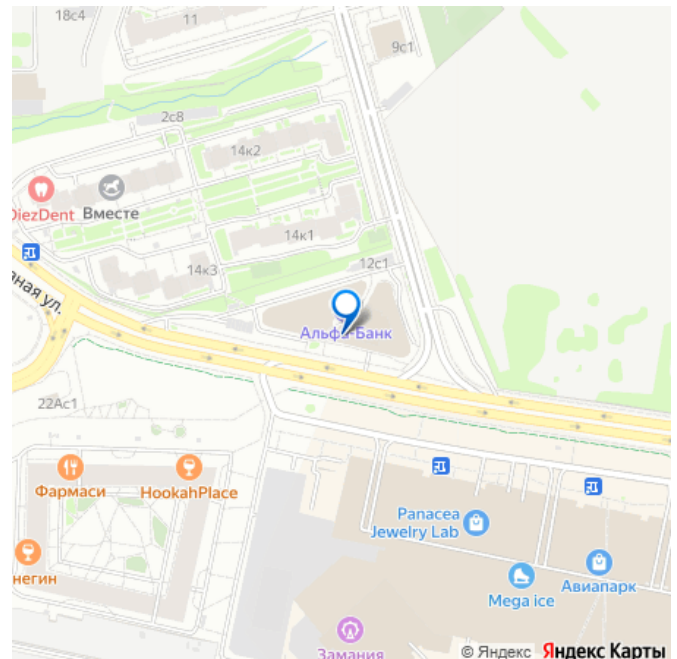 18с4
11
9с1
2с8
14к2
DiezDent
Вместе
14к1
14к3
12с1
ная ул.
Альфа-Банк
22Ас1
Фармаси
HookahPlace
Panacea
Jewelry Lab
негин
Mega ice
Авиапарк
Замания
© Яндекс Яндекс Карты